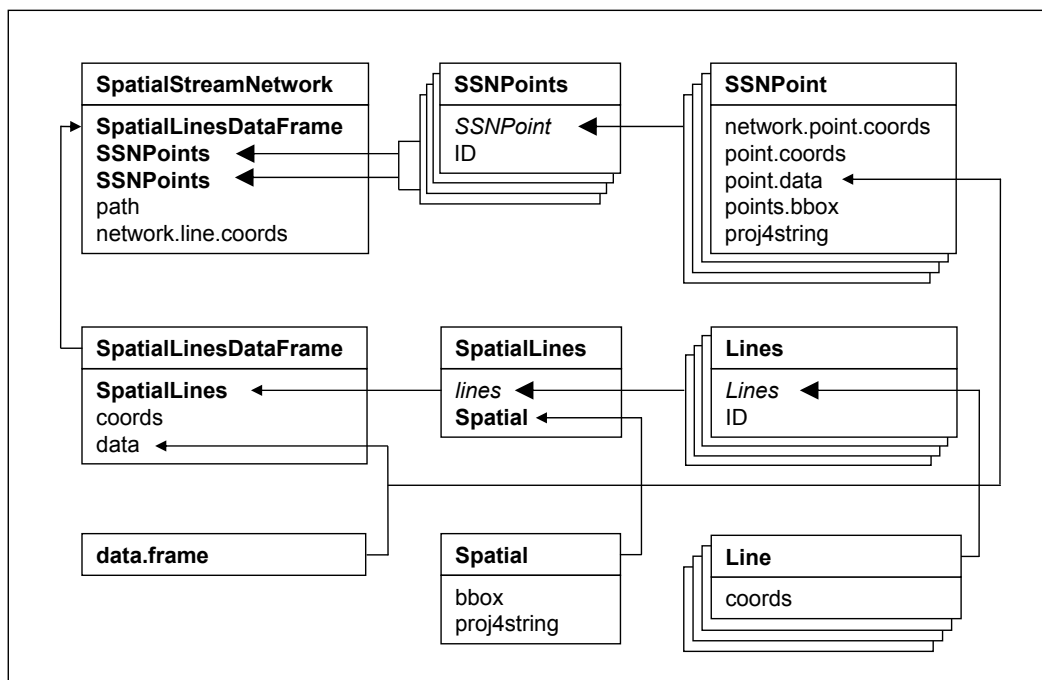 SpatialStreamNetwork
SpatialLinesDataFrame
SSNPoints
SSNPoints
path
network.line.coords
SSNPoints
SSNPoint
ID
SSNPoint
network.point.coords
point.coords
point.data
points.bbox
proj4string
SpatialLinesDataFrame
SpatialLines
coords
data
SpatialLines
lines
Spatial
Lines
Lines
ID
data.frame
Spatial
bbox
proj4string
Line
coords